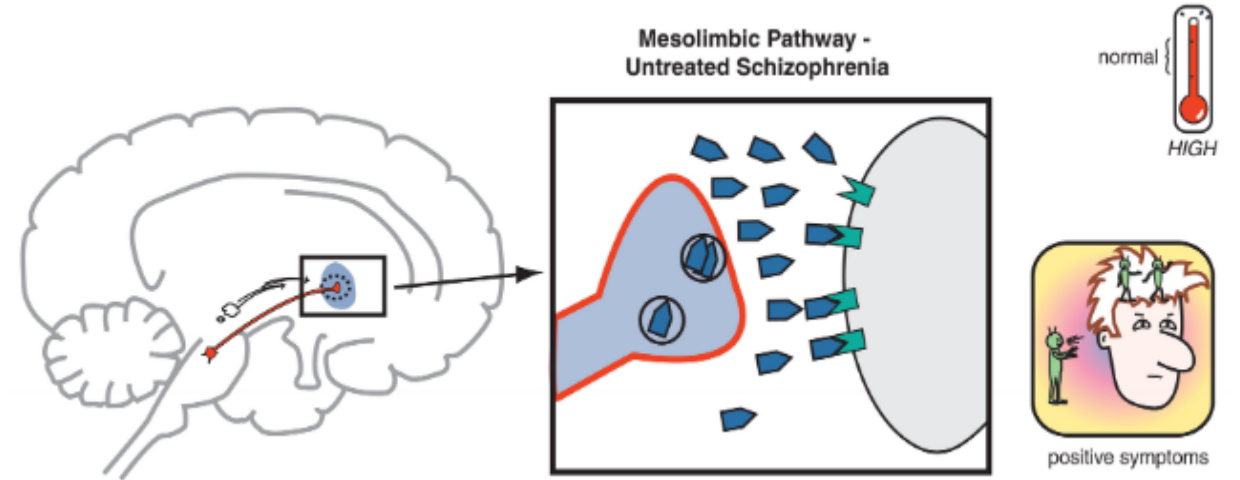 Mesolimbic Pathway -
Untreated Schizophrenia
normal
HIGH
positive symptoms